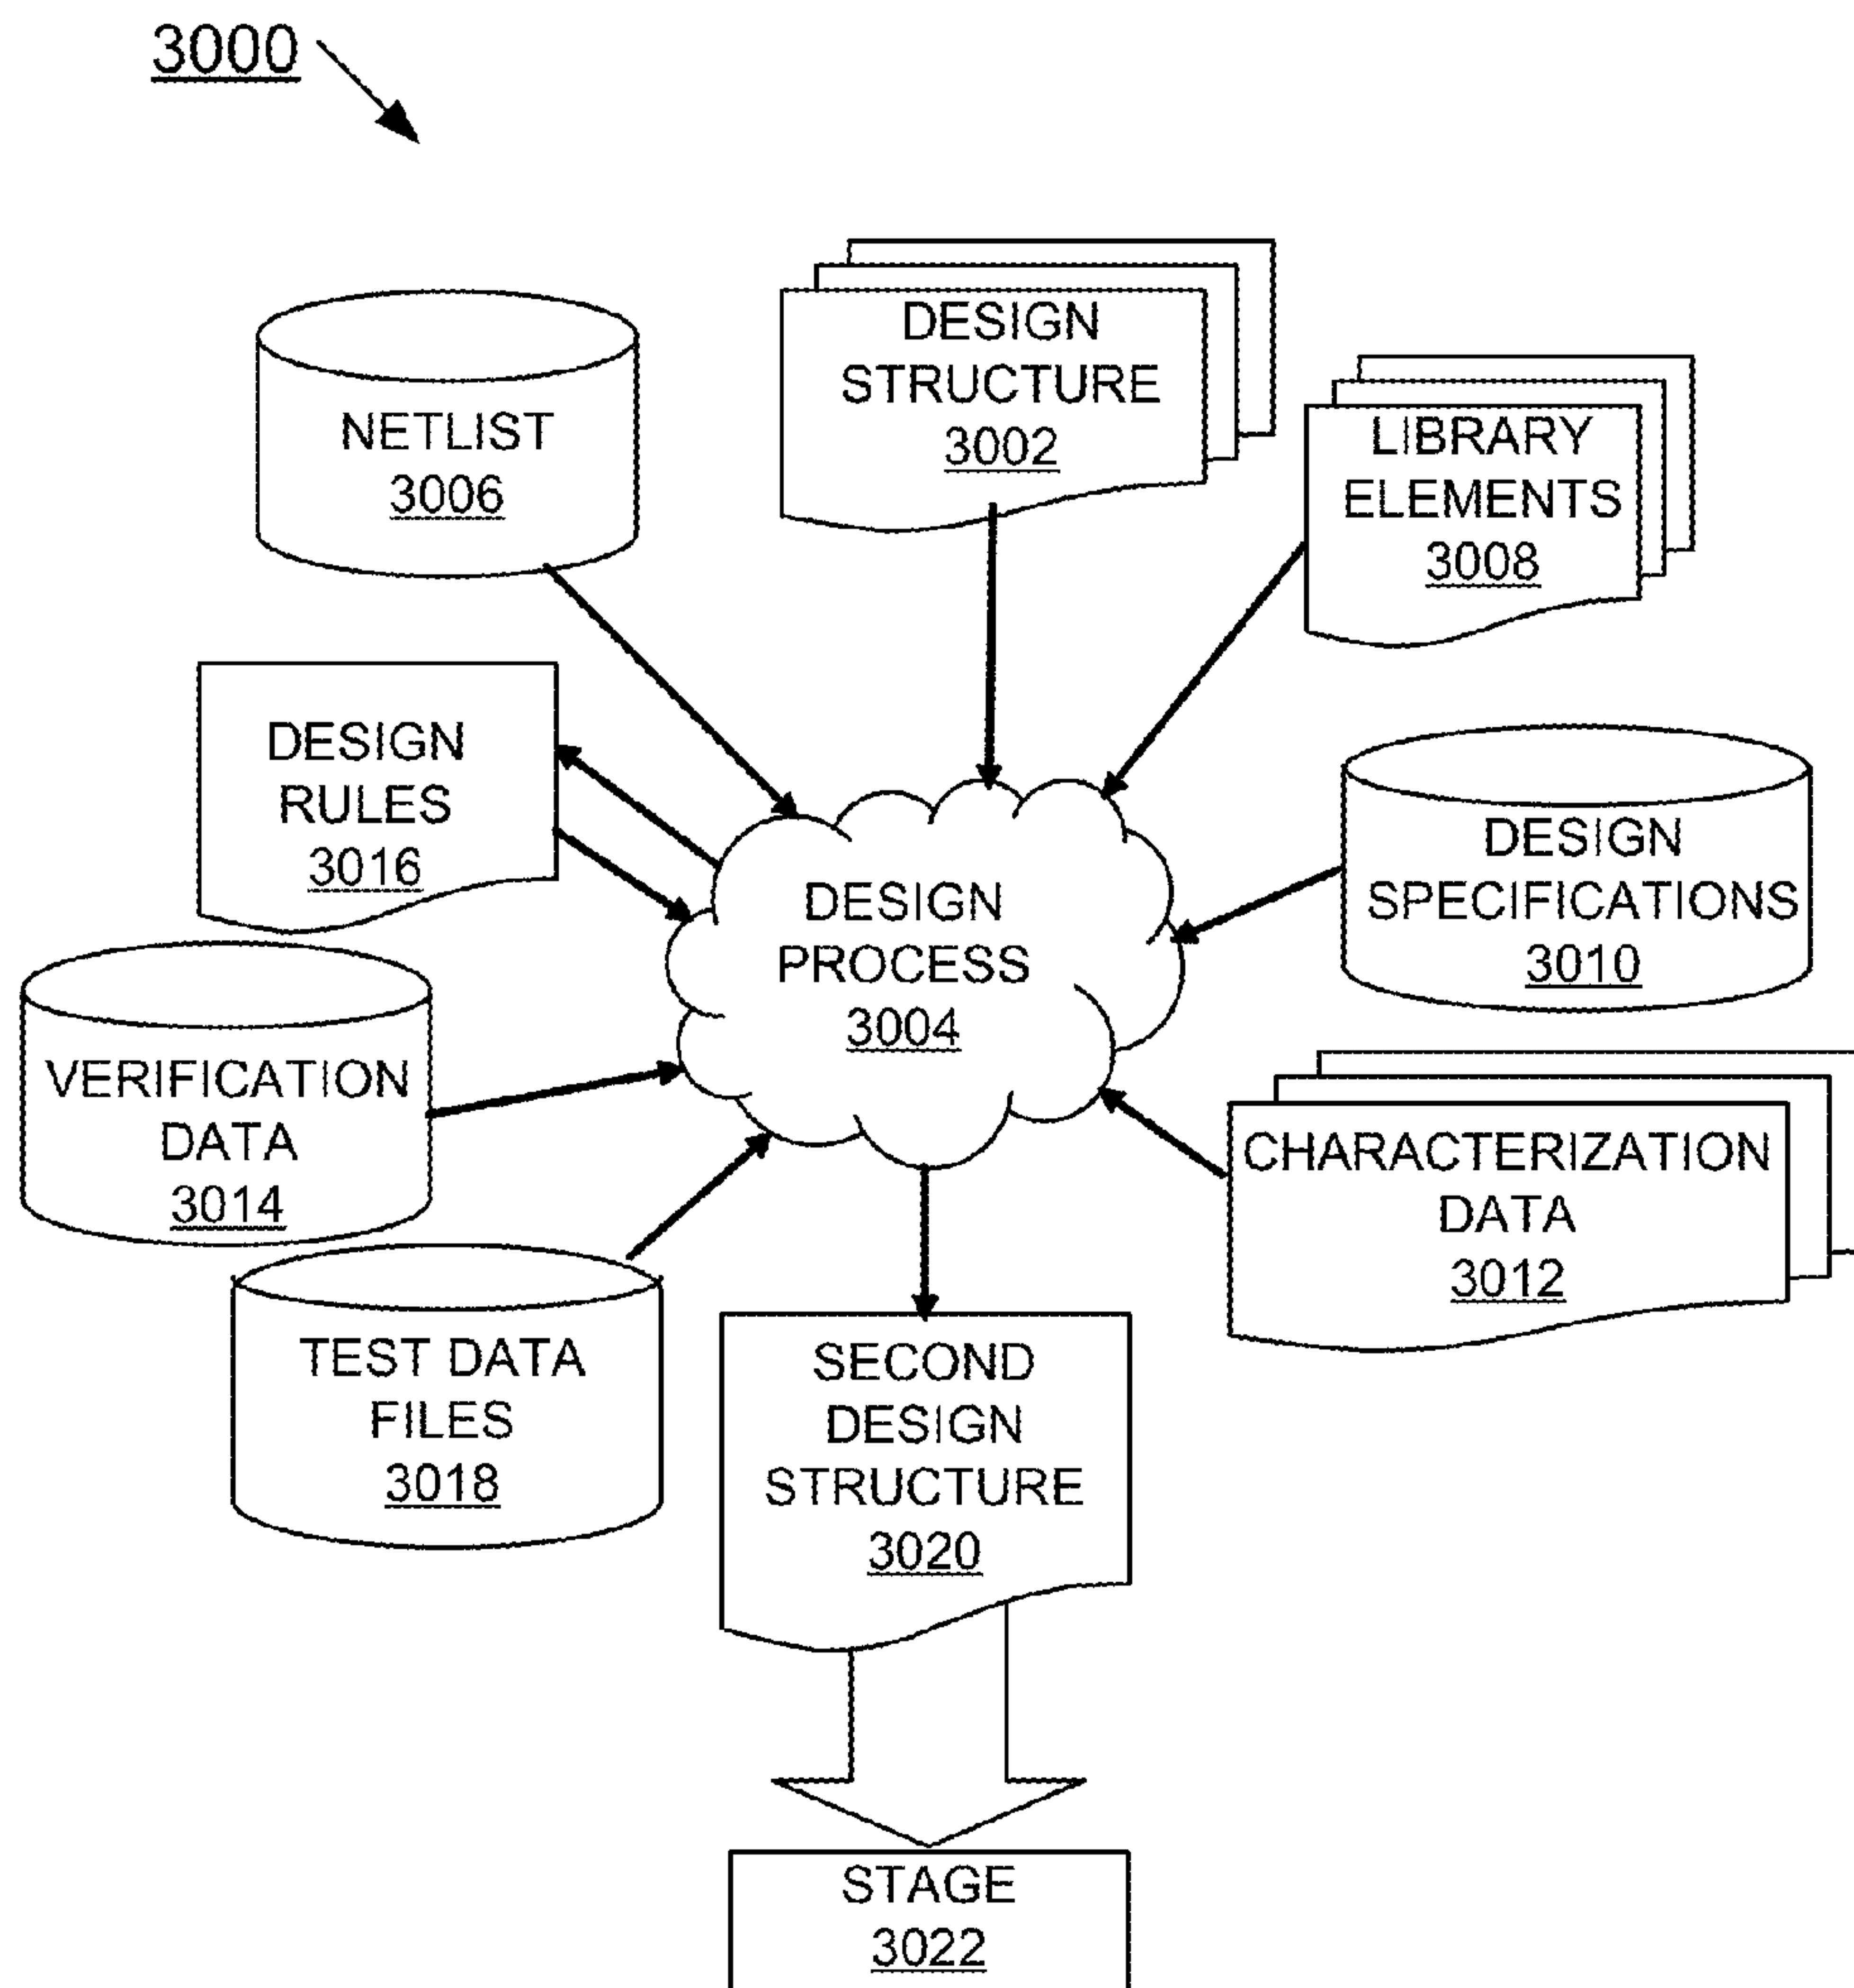 3000
DESIGN
STRUCTURE
3002
NETLIST
3006
LIBRARY
ELEMENTS
3008
DESIGN
RULES
3016
DESIGN
PROCESS
3004
DESIGN
SPECIFICATIONS
3010
VERIFICATION
DATA
3014
CHARACTERIZATION
DATA
3012
TEST DATA
FILES
3018
SECOND
DESIGN
STRUCTURE
3020
STAGE
3022